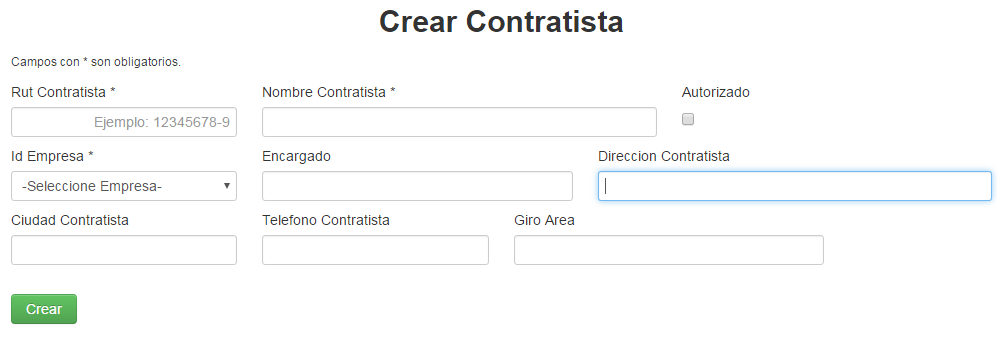 Crear Contratista
Campos con * son obligatorios.
Rut Contratista * Nombre Contratista * Autorizado
Ejemplo: 12345678-9
Id Empresa * Encargado Direccion Contratista
-Seleccione Empresa-
Ciudad Contratista Telefono Contratista Giro Area
Crear